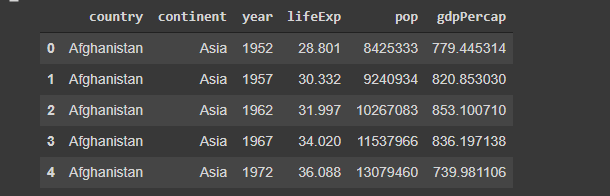 country continent year lifeExp pop gdpPercap
0 Afghanistan Asia 1952 28.801 8425333 779.445314
1 Afghanistan Asia 1957 30.332 9240934 820.853030
2 Afghanistan Asia 1962 31.997 10267083 853.100710
3 Afghanistan Asia 1967 34.020 11537966 836.197138
4 Afghanistan Asia 1972 36.088 13079460 739.981106